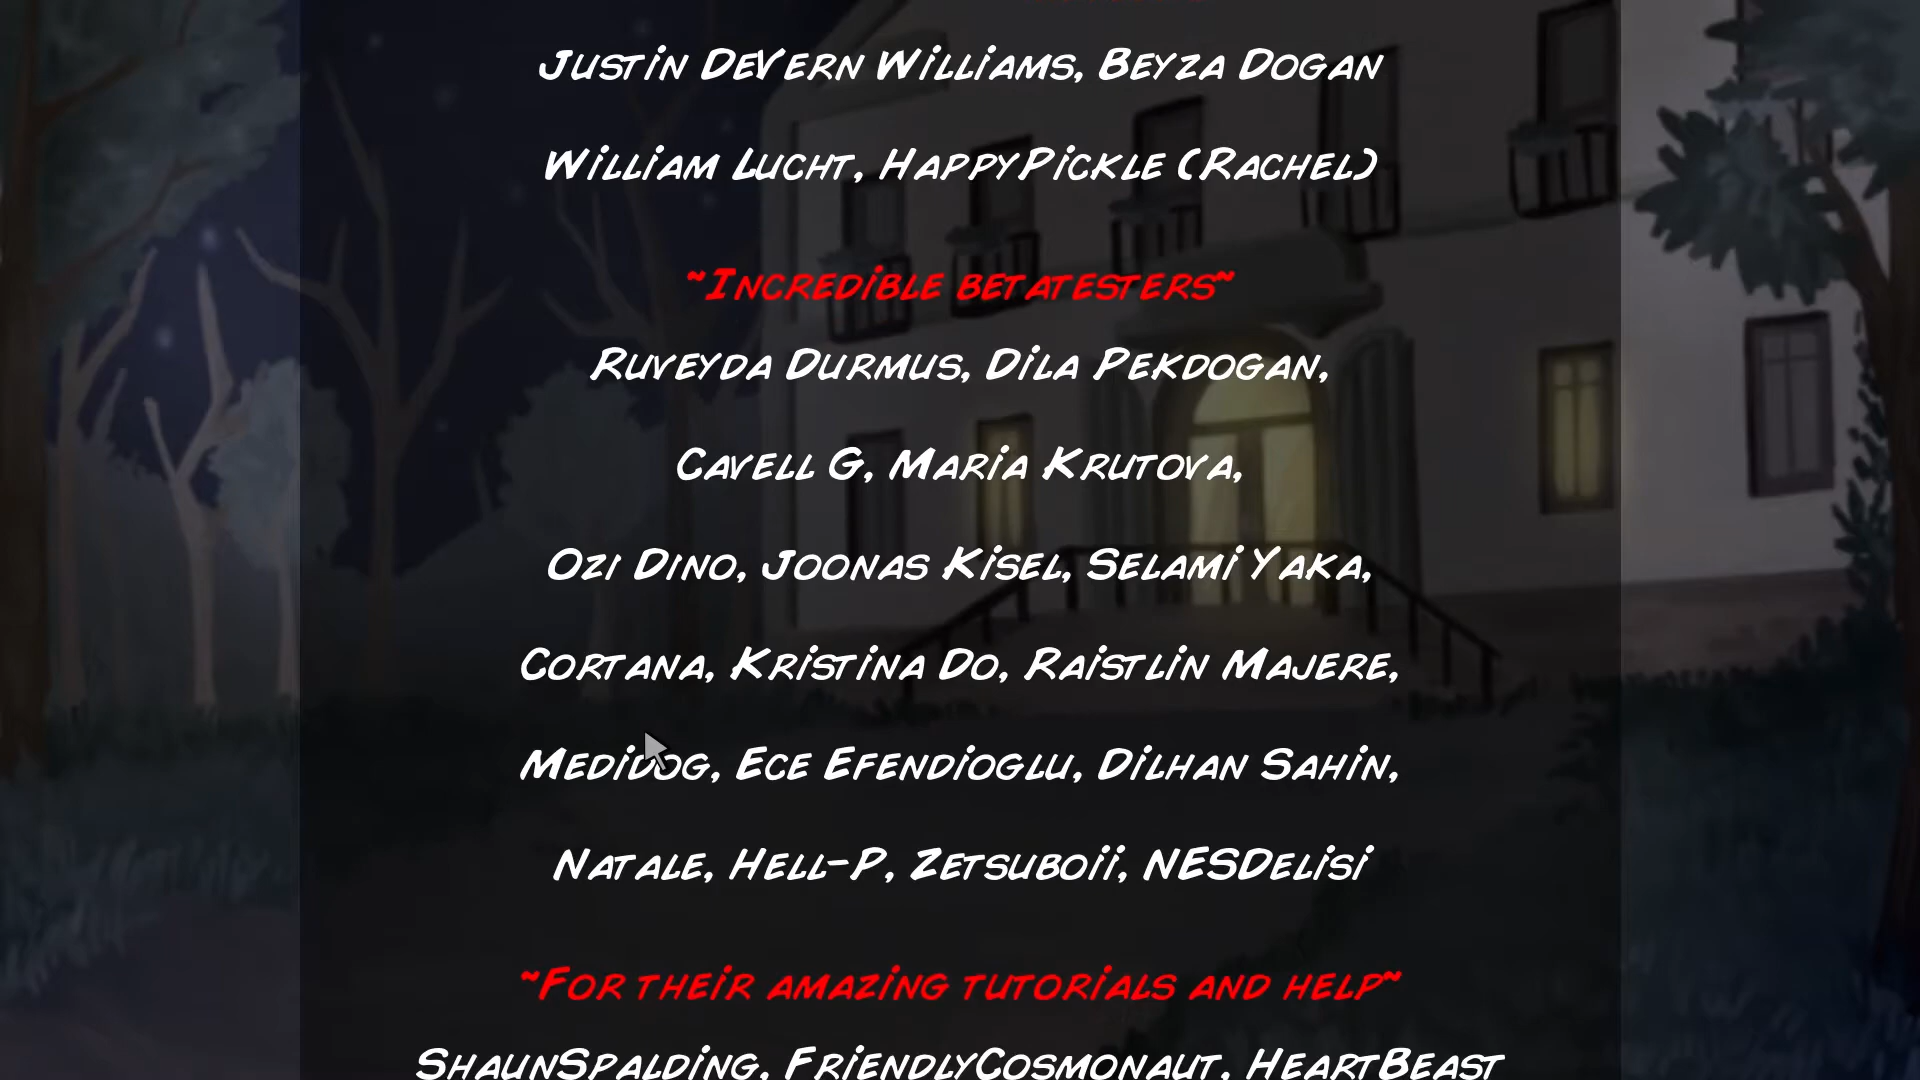 Justin DeVern Williams, Beyza Dogan
William Lucht, HappyPickle (Rachel)
~Incredible betatesters~
Ruveyda Durmus, Dila Pekdogan,
Cavell G, Maria Krutova,
Ozi Dino, Joonas Kisel, Selami Yaka,
Cortana, Kristina Do, Raistlin Majere,
Medidog, Ece Efendioglu, Dilhan Sahin,
Natale, Hell-P, Zetsuboii, NESDelisi
~For their amazing tutorials and help~
ShaunSpalding, FriendlyCosmonaut, HeartBeast